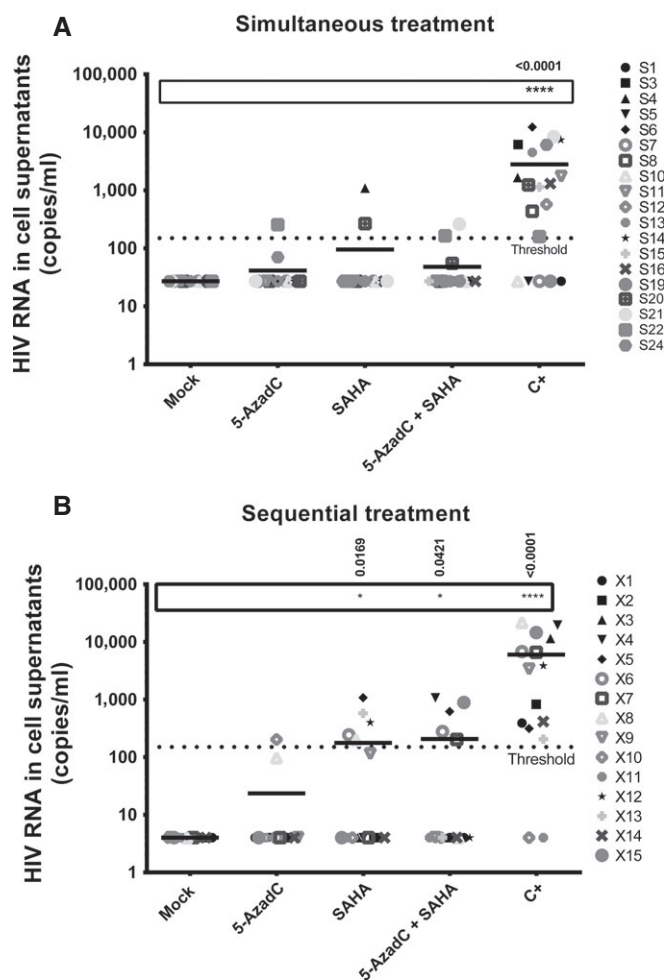 A
Simultaneous treatment
<0.0001
****
HIV RNA in cell supernatants
(copies/ml)
100,000
10,000
1,000
100
10
1
Threshold
Mock
5-AzadC
SAHA
5-AzadC + SAHA
C+
S1
S3
S4
S5
S6
S7
S8
S10
S11
S12
S13
S14
S15
S16
S19
S20
S21
S22
S24
B
Sequential treatment
0.0169
0.0421
<0.0001
*
*
****
HIV RNA in cell supernatants
(copies/ml)
100,000
10,000
1,000
100
10
1
Threshold
Mock
5-AzadC
SAHA
5-AzadC + SAHA
C+
X1
X2
X3
X4
X5
X6
X7
X8
X9
X10
X11
X12
X13
X14
X15